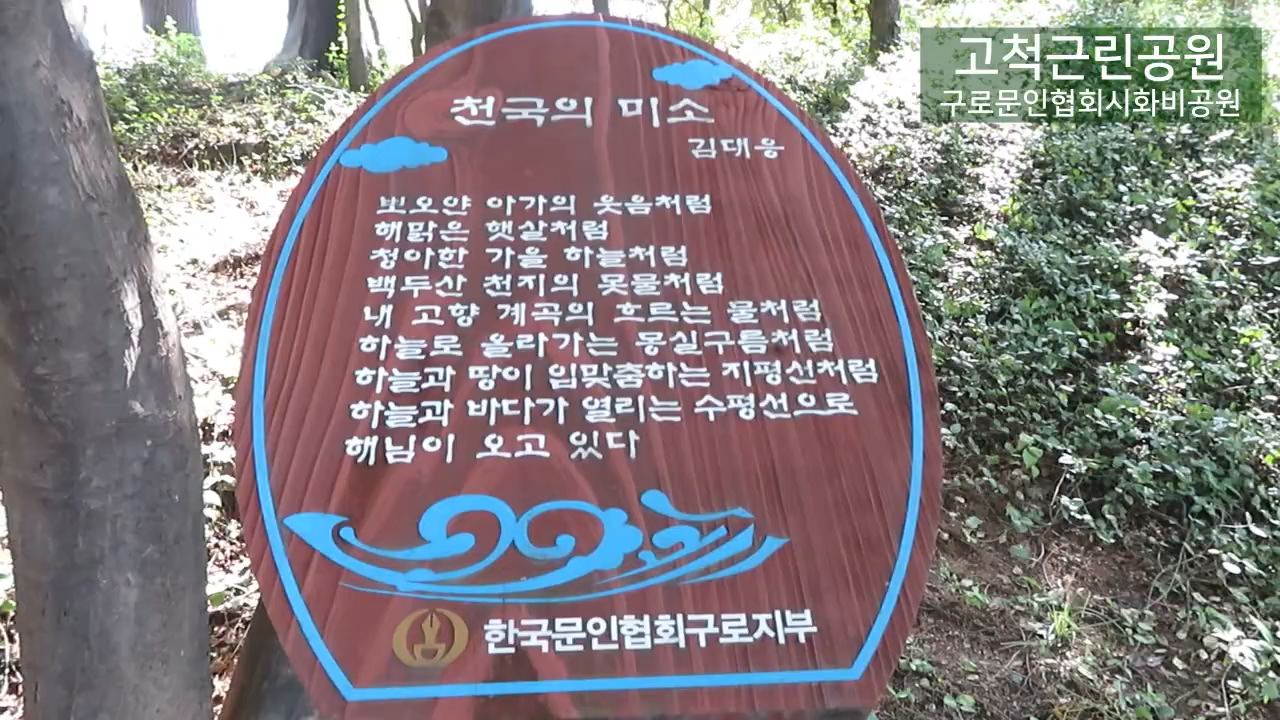 고척근린공원
구로문인협회시화비공원
천국의 미소
김대응
뽀오얀 아가의 웃음처럼
해맑은 햇살처럼
청아한 가을 하늘처럼
백두산 천지의 못물처럼
내 고향 계곡의 흐르는 물처럼
하늘로 올라가는 몽실구름처럼
하늘과 땅이 입맞춤하는 지평선처럼
하늘과 바다가 열리는 수평선으로
해님이 오고 있다
한국문인협회구로지부